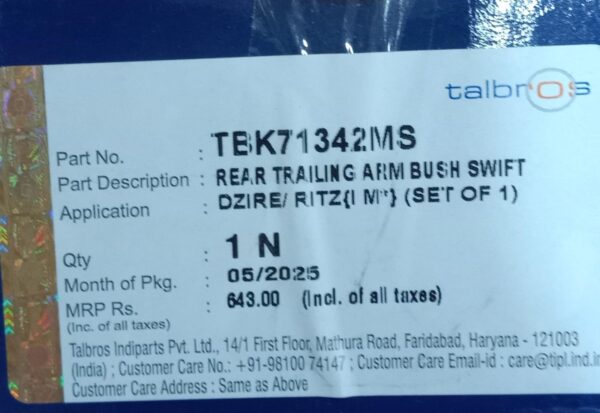 talbros
Part No. : TBK71342MS
Part Description : REAR TRAILING ARM BUSH SWIFT
Application : DZIRE/ RITZ (SET OF 1)
Qty : 1 N
Month of Pkg. : 05/2025
MRP Rs. : 643.00 (Incl. of all taxes)
(Inc. of all taxes)
Talbros Indiparts Pvt. Ltd., 14/1 First Floor, Mathura Road, Faridabad, Haryana - 121003
(India) ; Customer Care No.: +91-98100 74147 ; Customer Care Email-id : care@tipl.ind.in
Customer Care Address : Same as Above